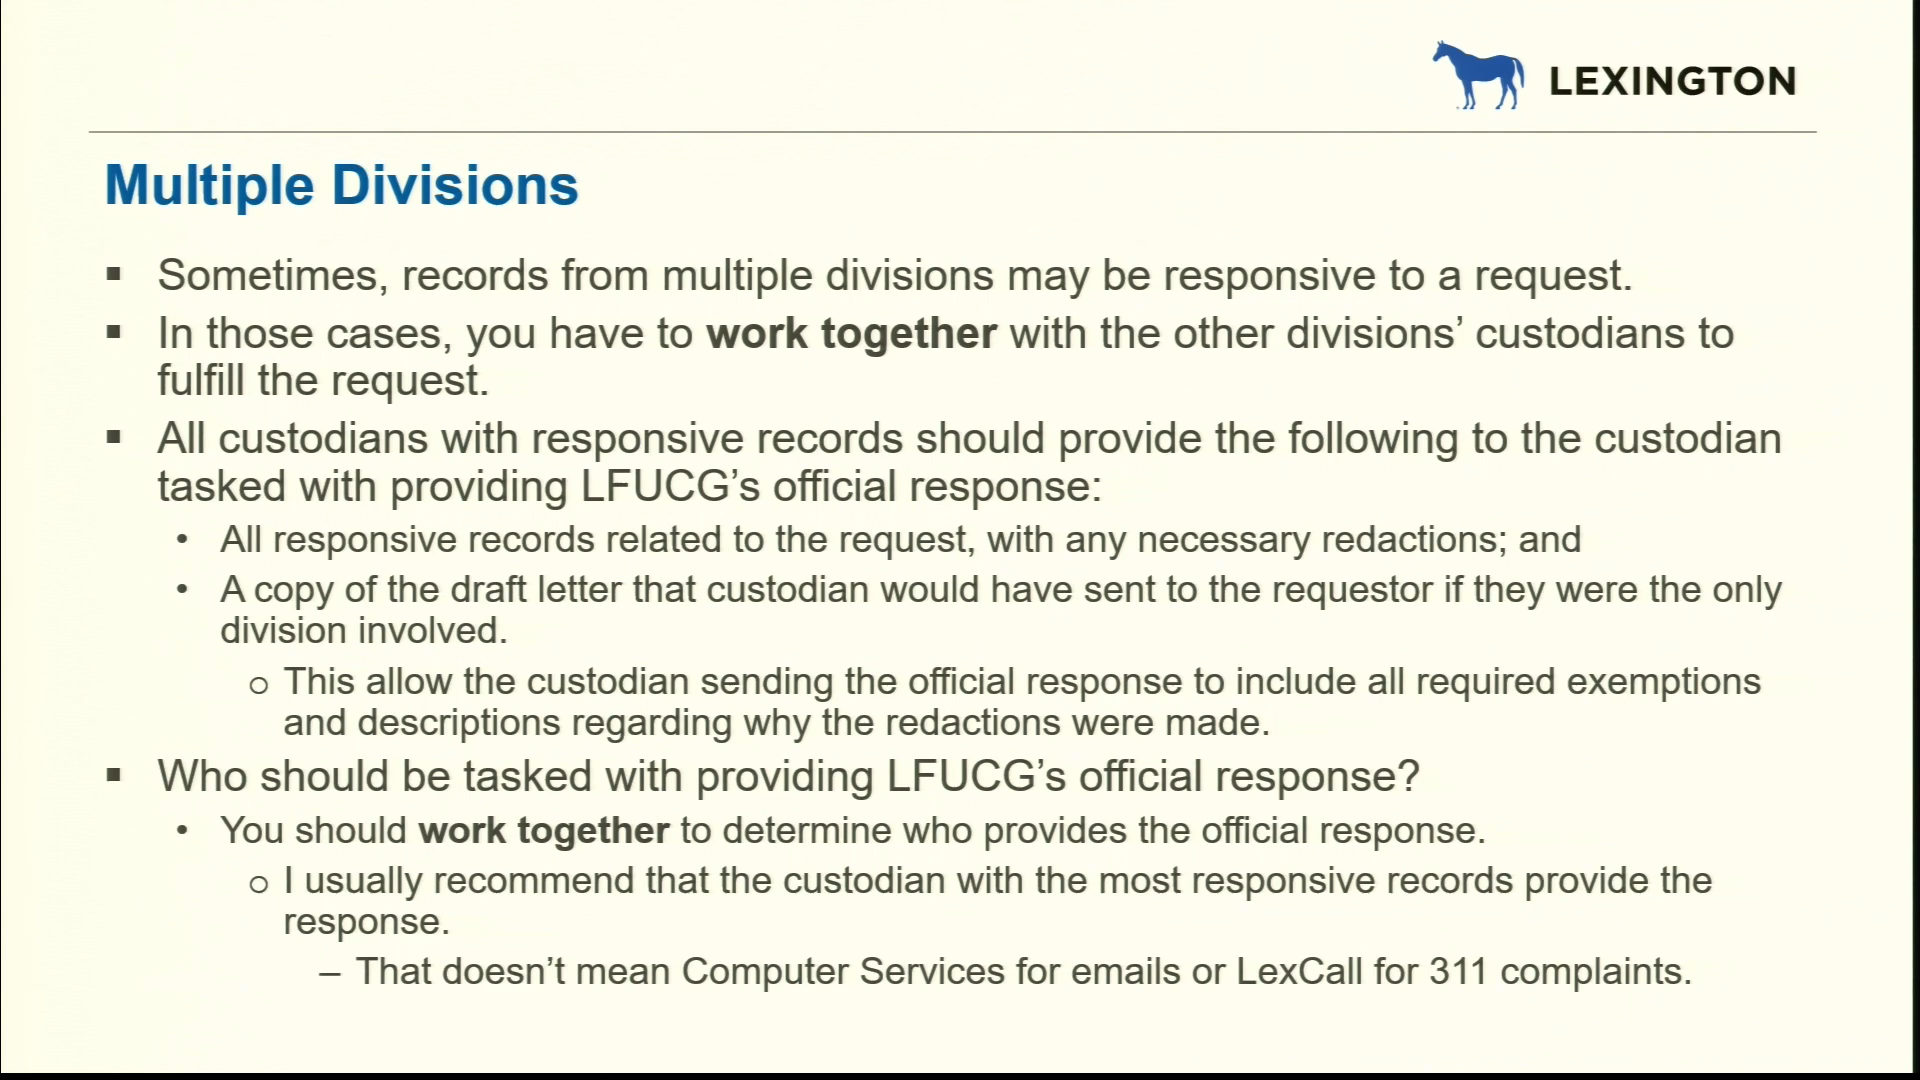 LEXINGTON
Multiple Divisions
▪ Sometimes, records from multiple divisions may be responsive to a request.
▪ In those cases, you have to work together with the other divisions’ custodians to
fulfill the request.
▪ All custodians with responsive records should provide the following to the custodian
tasked with providing LFUCG’s official response:
• All responsive records related to the request, with any necessary redactions; and
• A copy of the draft letter that custodian would have sent to the requestor if they were the only
division involved.
o This allow the custodian sending the official response to include all required exemptions
and descriptions regarding why the redactions were made.
▪ Who should be tasked with providing LFUCG’s official response?
• You should work together to determine who provides the official response.
o I usually recommend that the custodian with the most responsive records provide the
response.
– That doesn’t mean Computer Services for emails or LexCall for 311 complaints.